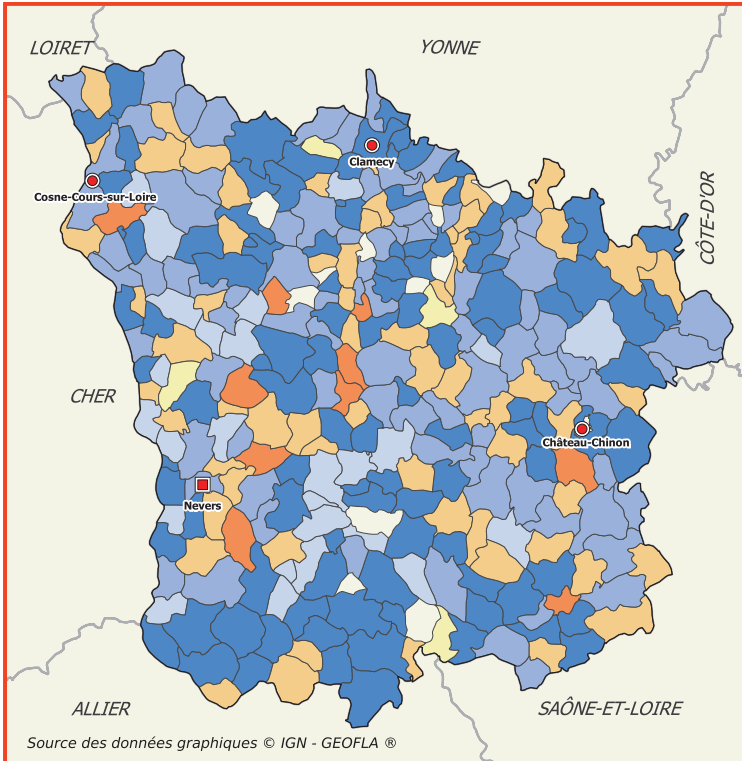 LOIRET
YONNE
Clamecy
Cosne-Cours-sur-Loire
CÔTE-D'OR
CHER
Château-Chinon
Nevers
ALLIER
SAÔNE-ET-LOIRE
Source des données graphiques © IGN - GEOFLA ®